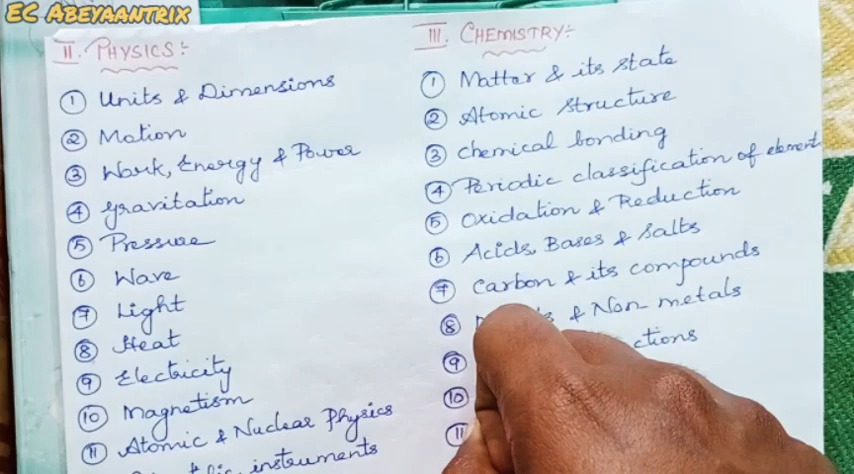 EC ABEYAANTRIX
II. PHYSICS:-
① Units & Dimensions
② Motion
③ Work, Energy & Power
④ Gravitation
⑤ Pressure
⑥ Wave
⑦ Light
⑧ Heat
⑨ Electricity
⑩ Magnetism
⑪ Atomic & Nuclear Physics
instruments
III. CHEMISTRY:-
① Matter & its state
② Atomic structure
③ Chemical bonding
④ Periodic classification of element
⑤ Oxidation & Reduction
⑥ Acids, Bases & Salts
⑦ Carbon & its compounds
⑧ & Non metals
⑨
⑩
⑪